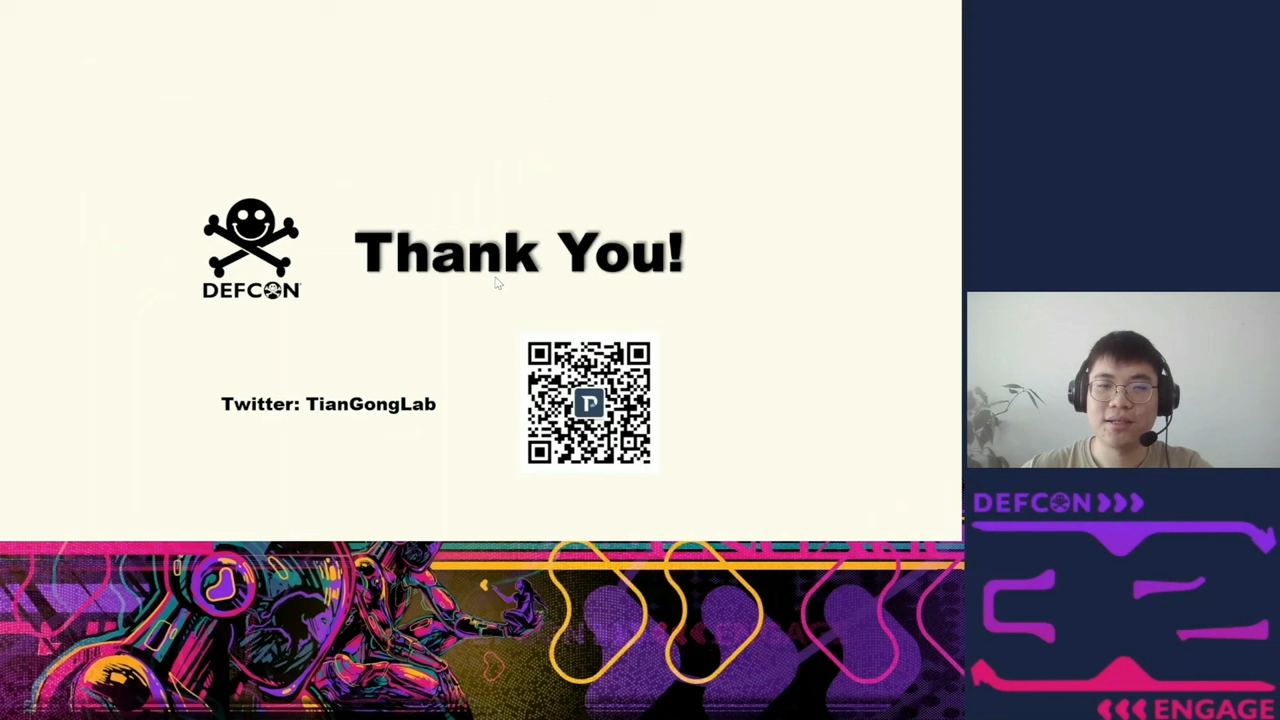 Thank You!
DEFCON
Twitter: TianGongLab
DEFCON
ENGAGE